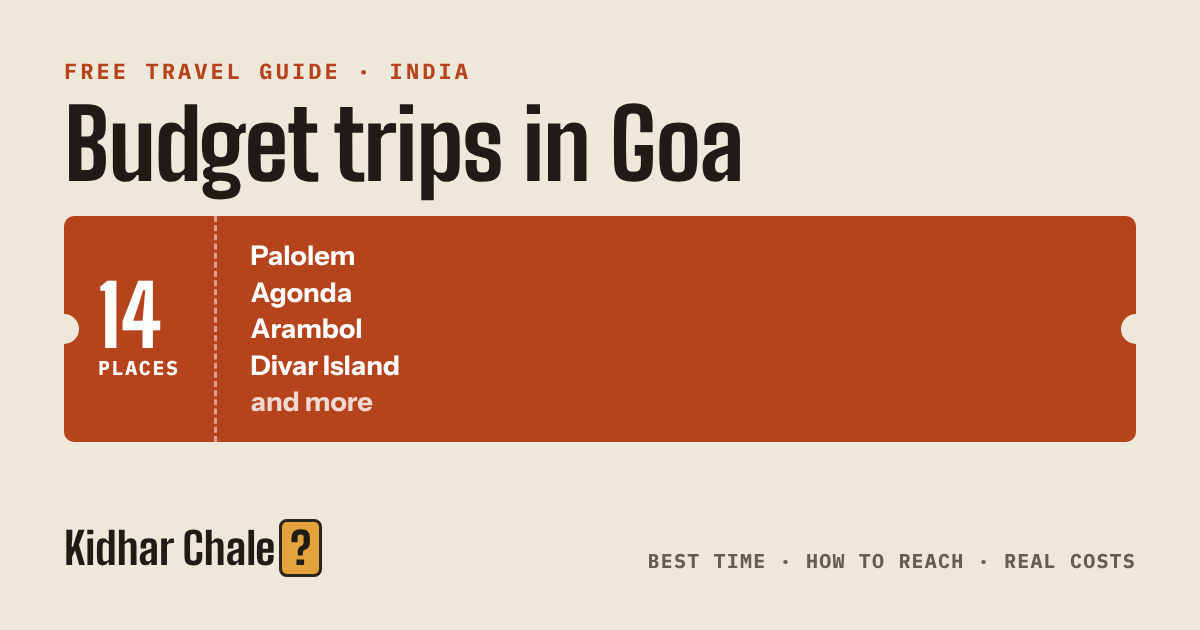 FREE TRAVEL GUIDE · INDIA
Budget trips in Goa
14
PLACES
Palolem
Agonda
Arambol
Divar Island
and more
Kidhar Chale ?
BEST TIME · HOW TO REACH · REAL COSTS